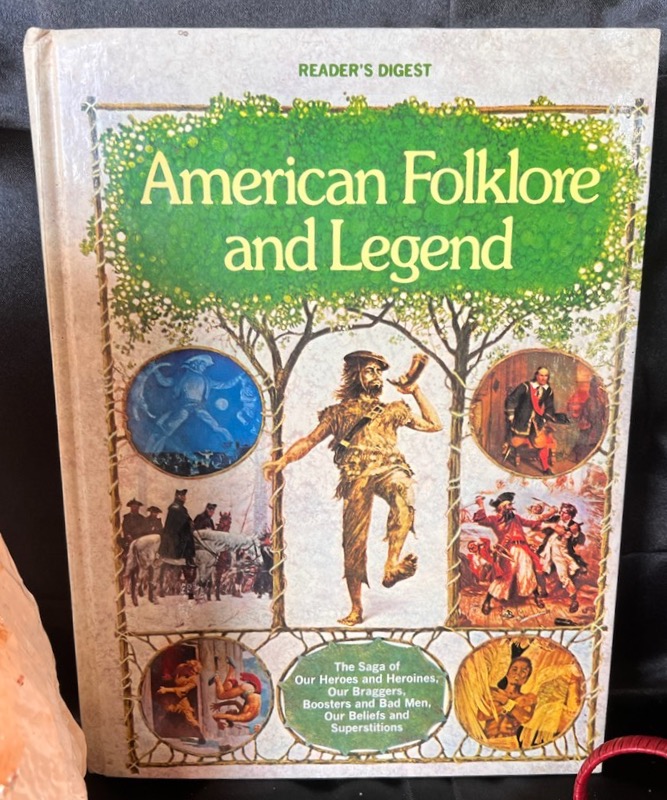 READER'S DIGEST
American Folklore
and Legend
The Saga of
Our Heroes and Heroines,
Our Braggers,
Boosters and Bad Men,
Our Beliefs and
Superstitions